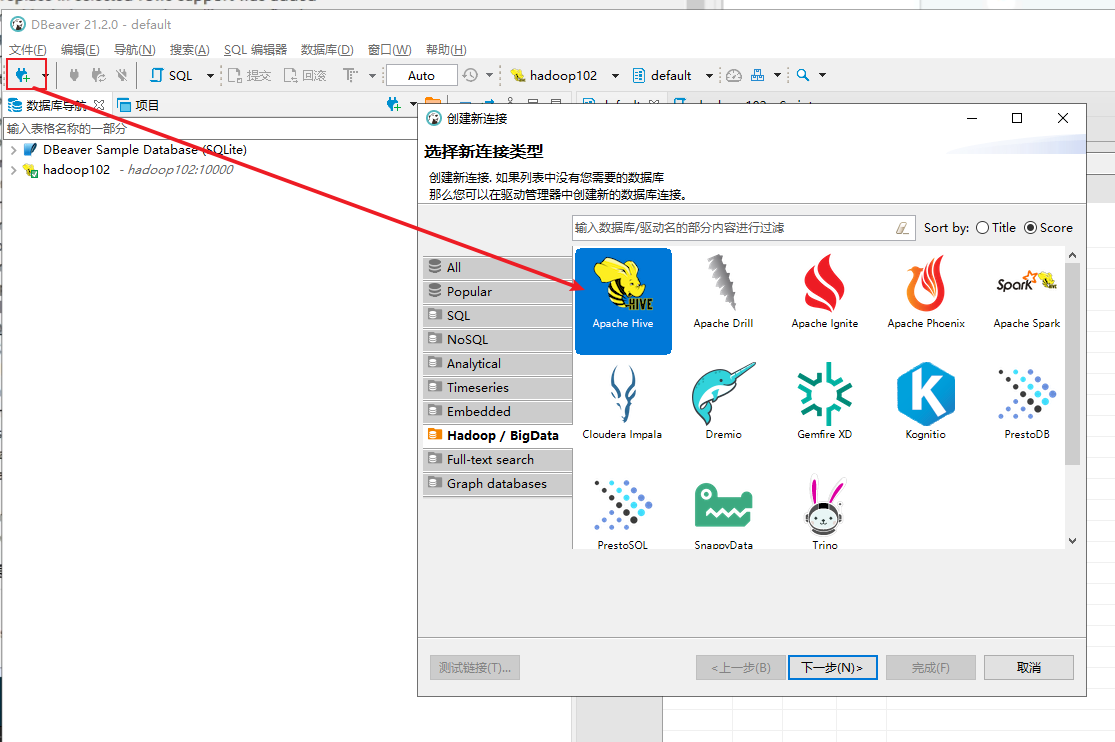 DBeaver 21.2.0 - default
文件(F) 编辑(E) 导航(N) 搜索(A) SQL 编辑器 数据库(D) 窗口(W) 帮助(H)
SQL 提交 回滚 Auto hadoop102 default
数据库导航 项目
输入表格名称的一部分
DBeaver Sample Database (SQLite)
hadoop102 - hadoop102:10000
创建新连接
选择新连接类型
创建新连接, 如果列表中没有您需要的数据库
那么您可以在驱动管理器中创建新的数据库连接。
输入数据库/驱动名的部分内容进行过滤 Sort by: Title Score
All
Popular
SQL
NoSQL
Analytical
Timeseries
Embedded
Hadoop / BigData
Full-text search
Graph databases
HIVE Spark HIVE
Apache Hive Apache Drill Apache Ignite Apache Phoenix Apache Spark
K
Cloudera Impala Dremio Gemfire XD Kognitio PrestoDB
PrestoSQL SnappyData Trino
测试链接(T)... <上一步(B) 下一步(N)> 完成(F) 取消